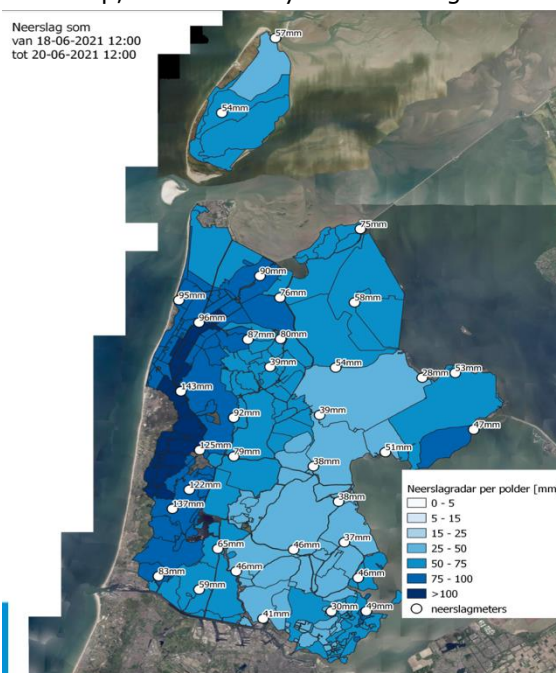 Neerslag som
van 18-06-2021 12:00
tot 20-06-2021 12:00
57mm
54mm
75mm
90mm
95mm
76mm
58mm
96mm
87mm
80mm
39mm
54mm
28mm
53mm
143mm
92mm
39mm
47mm
125mm
79mm
51mm
38mm
122mm
38mm
137mm
65mm
46mm
37mm
83mm
46mm
46mm
59mm
30mm
49mm
41mm
Neerslagradar per polder [mm
0 - 5
5 - 15
15 - 25
25 - 50
50 - 75
75 - 100
>100
neerslagmeters